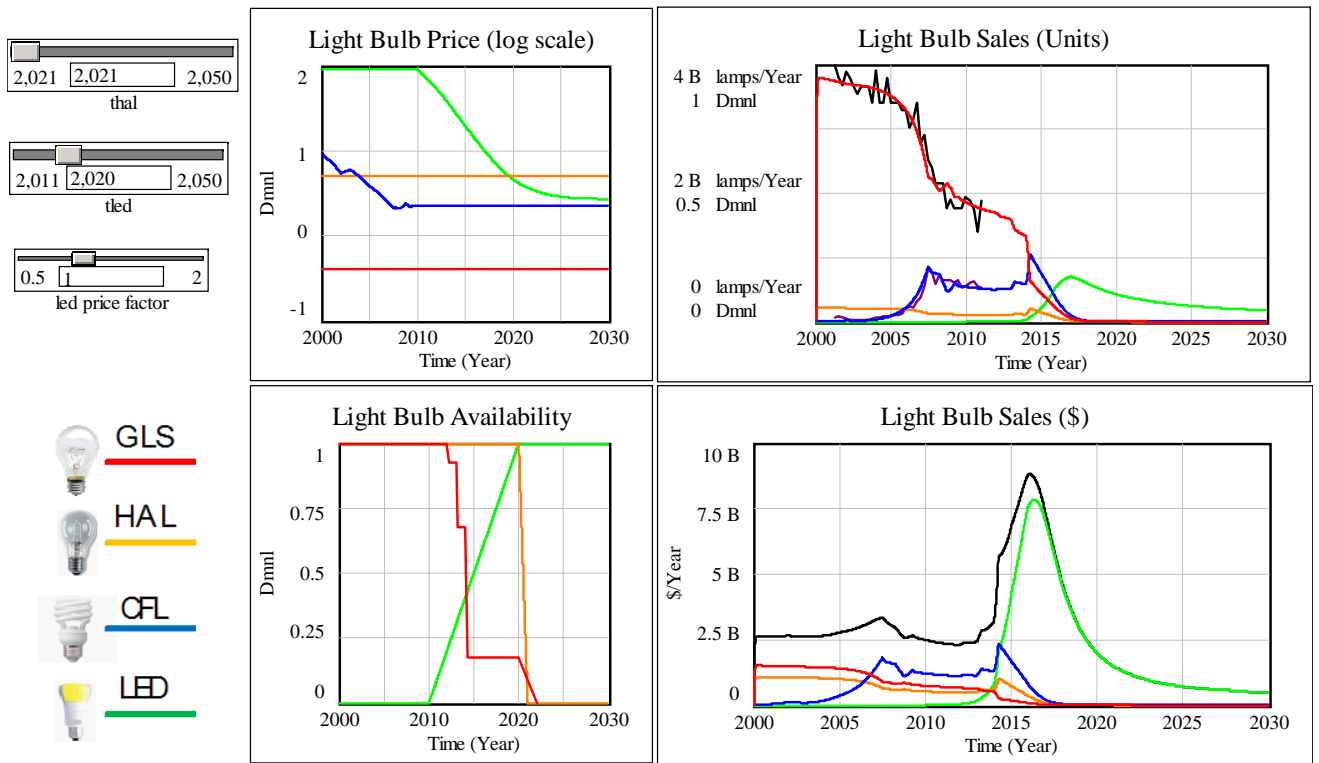 2,021 2,021 2,050
thal
2,011 2,020 2,050
tled
0.5 1 2
led price factor
GLS
HAL
CFL
LED
Light Bulb Price (log scale)
2
1
0
-1
Dmnl
2000 2010 2020 2030
Time (Year)
Light Bulb Sales (Units)
4 B lamps/Year
1 Dmnl
2 B lamps/Year
0.5 Dmnl
0 lamps/Year
0 Dmnl
2000 2005 2010 2015 2020 2025 2030
Time (Year)
Light Bulb Availability
1
0.75
0.5
0.25
0
Dmnl
2000 2010 2020 2030
Time (Year)
Light Bulb Sales ($)
10 B
7.5 B
5 B
2.5 B
0
$/Year
2000 2005 2010 2015 2020 2025 2030
Time (Year)